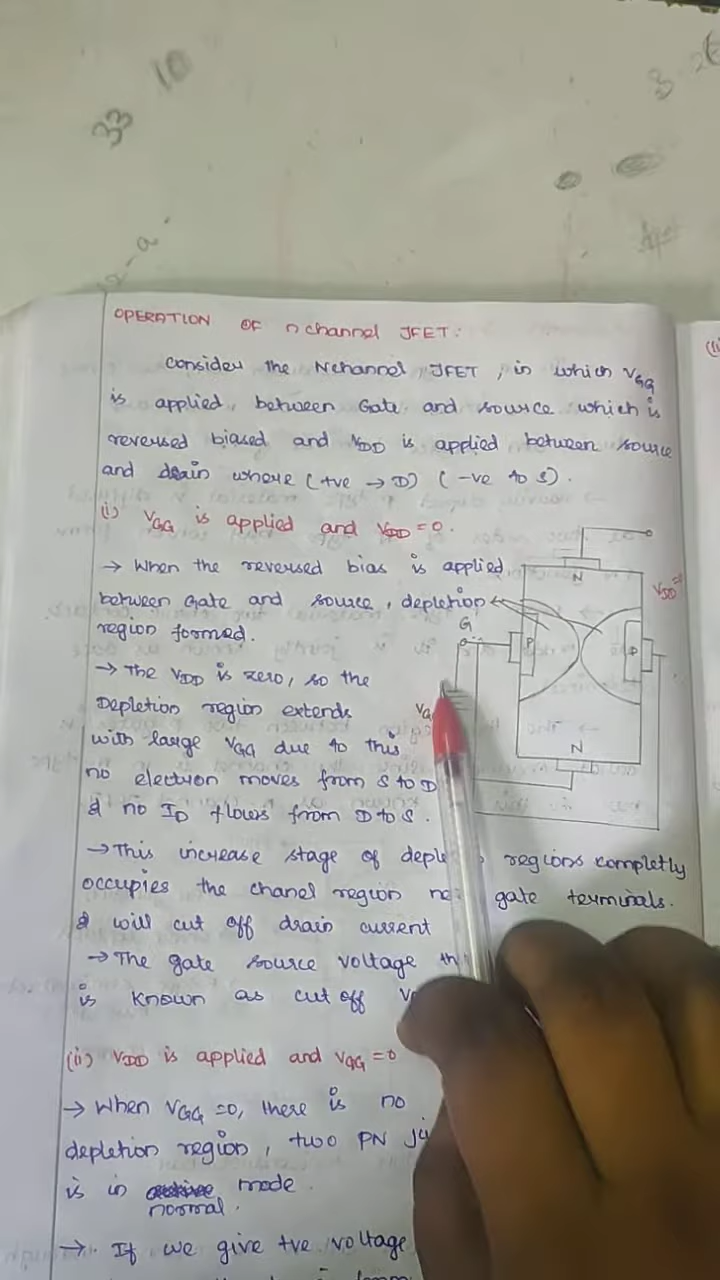 33 10
OPERATION OF n channel JFET:
Consider the N channel JFET, in which VGG
is applied between Gate and source which is
reversed biased and VDD is applied between source
and drain where (+ve → D) (-ve to S).
(i) VGG is applied and VDD = 0.
→ When the reversed bias is applied
between Gate and source, depletion
region formed.
→ The VDD is zero, so the
Depletion region extends
with large VGG due to this
no electron moves from S to D
& no ID flows from D to S.
→ This increase stage of regions completly
occupies the chanel region gate terminals.
& will cut off drain current
→ The gate source voltage
is known as cut off
(ii) VDD is applied and VGG = 0
→ When VGG = 0, there is no
depletion region, two PN
is in mode.
normal.
→ If we give +ve voltage
N
VDD =
G
P
P
N